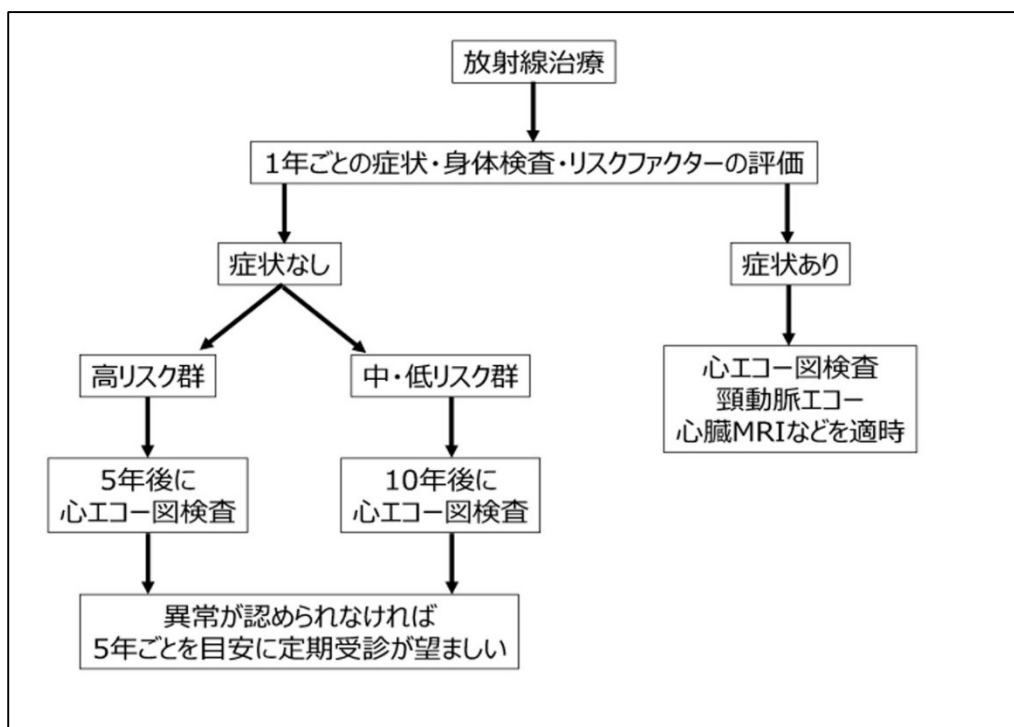 放射線治療
1年ごとの症状・身体検査・リスクファクターの評価
症状なし
症状あり
高リスク群
中・低リスク群
心エコー図検査
頸動脈エコー
心臓MRIなどを適時
5年後に
心エコー図検査
10年後に
心エコー図検査
異常が認められなければ
5年ごとを目安に定期受診が望ましい